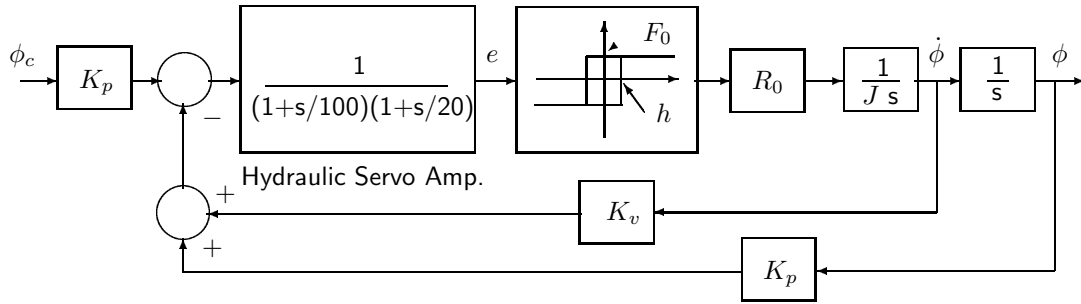 ϕ_c
K_p
−
1
(1+s/100)(1+s/20)
Hydraulic Servo Amp.
e
F_0
h
R_0
1
J s
ϕ̇
1
s
ϕ
+
+
K_v
K_p